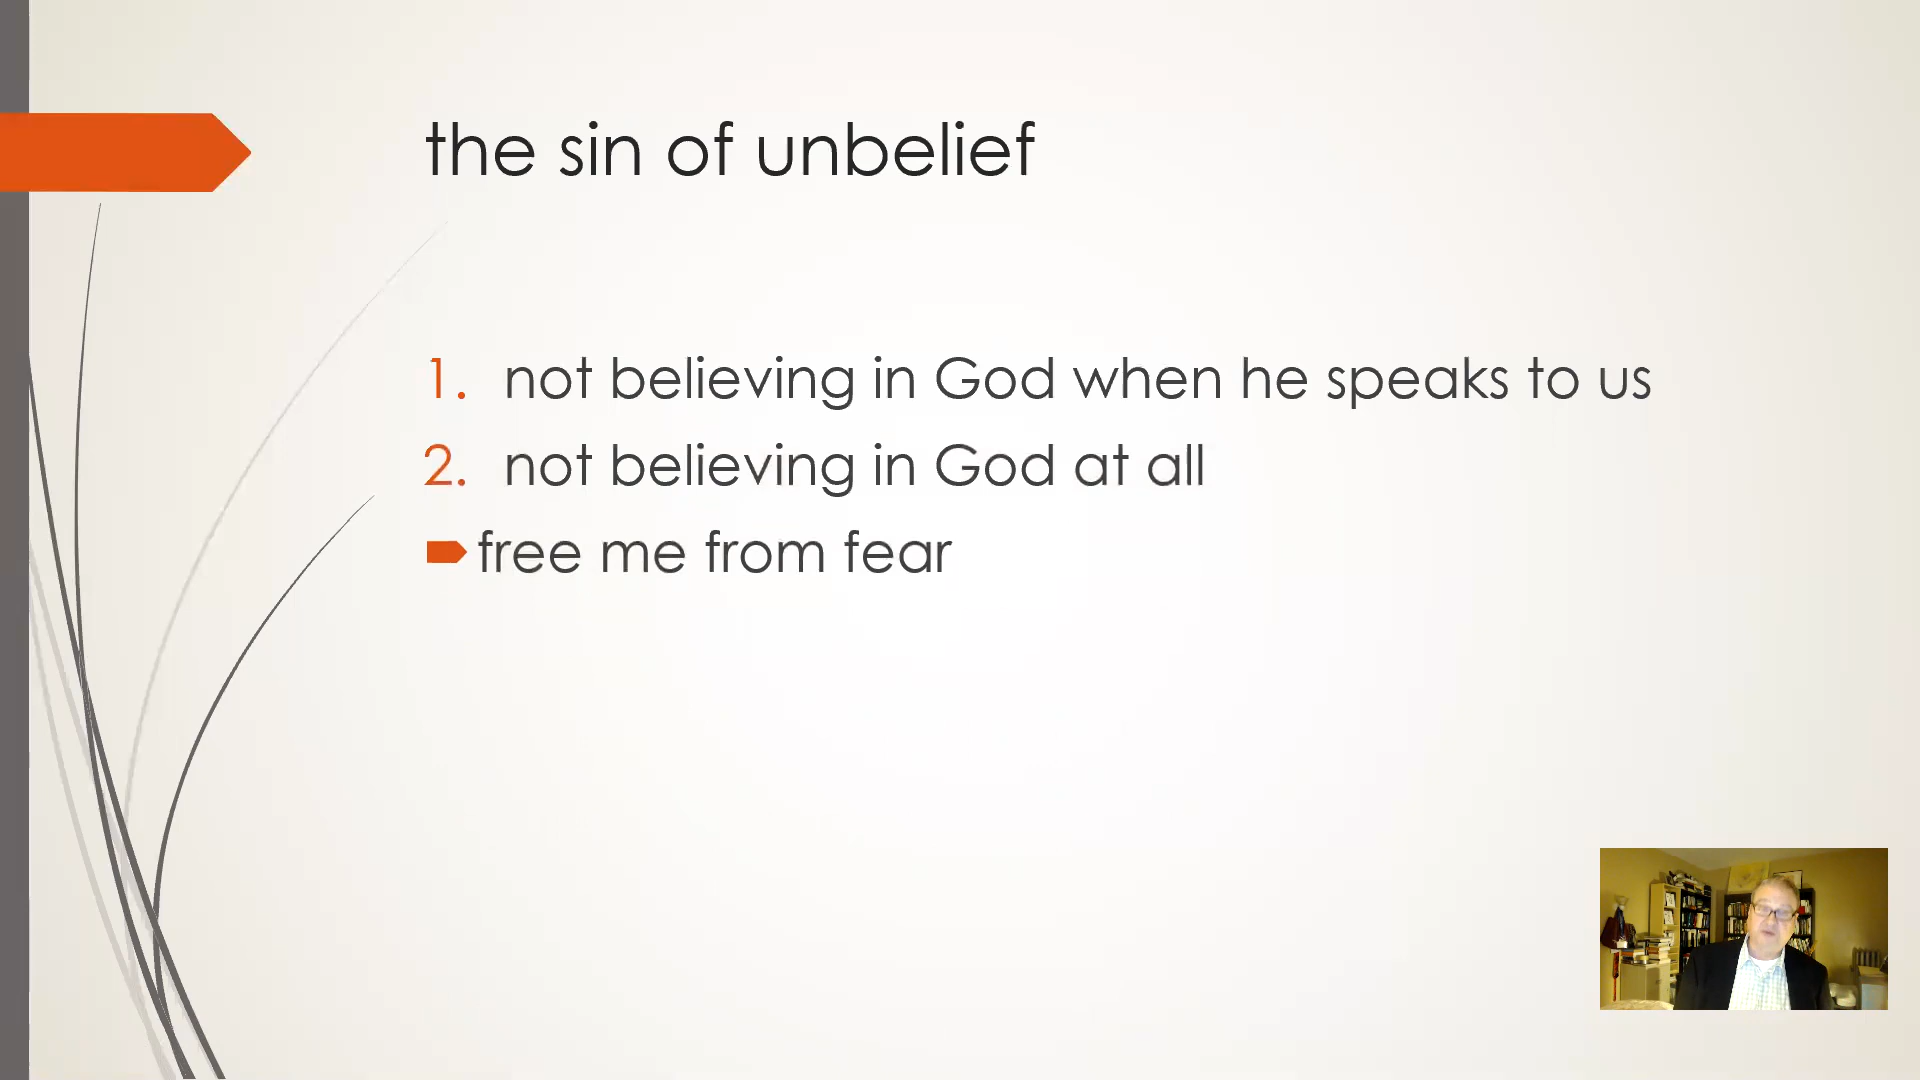 the sin of unbelief
1. not believing in God when he speaks to us
2. not believing in God at all
free me from fear